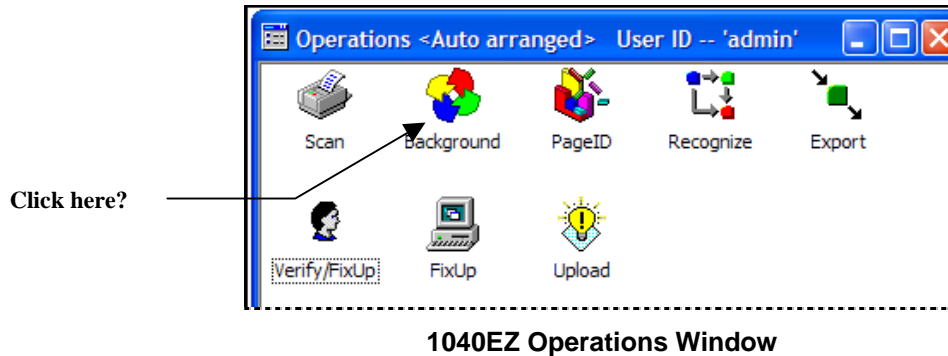 Operations <Auto arranged> User ID -- 'admin'
Scan Background PageID Recognize Export
Click here?
Verify/FixUp FixUp Upload
1040EZ Operations Window